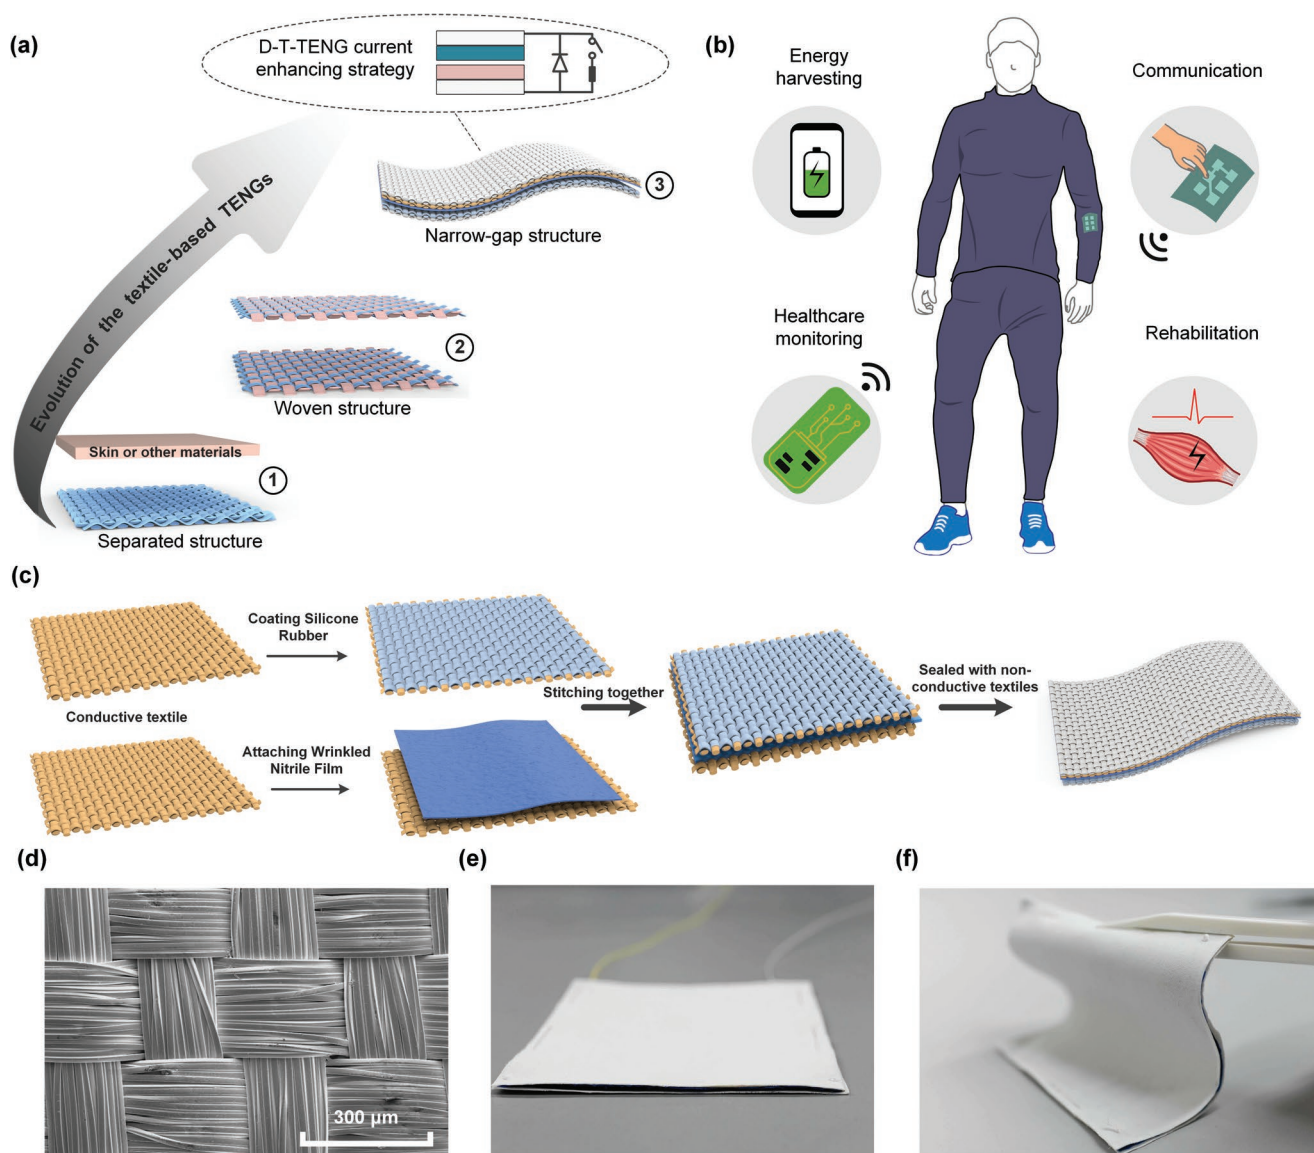 (a)
D-T-TENG current
enhancing strategy
Evolution of the textile-based TENGs
3
Narrow-gap structure
2
Woven structure
Skin or other materials
1
Separated structure
(b)
Energy
harvesting
Communication
Healthcare
monitoring
Rehabilitation
(c)
Coating Silicone
Rubber
Conductive textile
Attaching Wrinkled
Nitrile Film
Stitching together
Sealed with non-
conductive textiles
(d)
300 μm
(e)
(f)